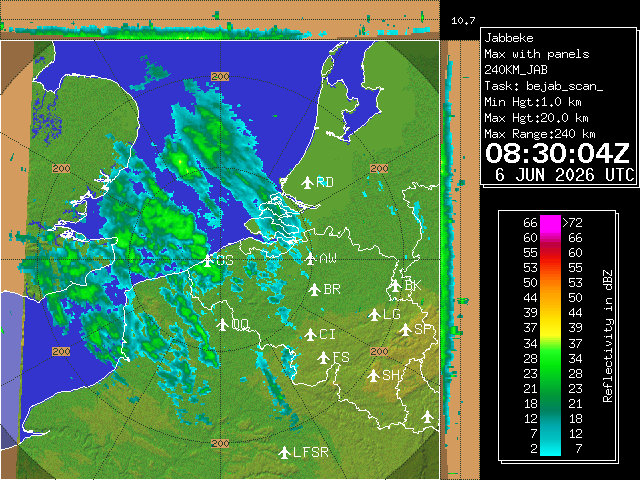 10.7
Jabbeke
Max with panels
240KM_JAB
Task: bejab_scan_
Min Hgt:1.0 km
Max Hgt:20.0 km
Max Range:240 km
08:30:04Z
6 JUN 2026 UTC
200
200
200
RD
OS
AW
BR
BK
LG
OO
CI
SP
FS
200
200
SH
200
LFSR
66 >72
60 66
55 60
53 55
50 53
44 50
39 44
37 39
34 37
28 34
23 28
21 23
18 21
12 18
7 12
2 7
Reflectivity in dBZ